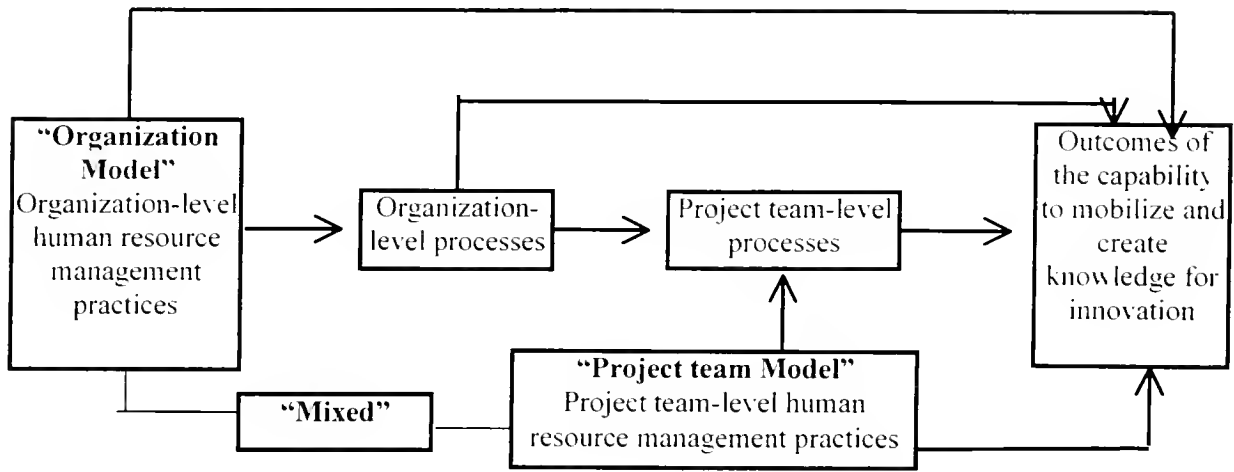 “Organization
Model”
Organization-level
human resource
management
practices
Organization-
level processes
Project team-level
processes
Outcomes of
the capability
to mobilize and
create
knowledge for
innovation
“Mixed”
“Project team Model”
Project team-level human
resource management practices